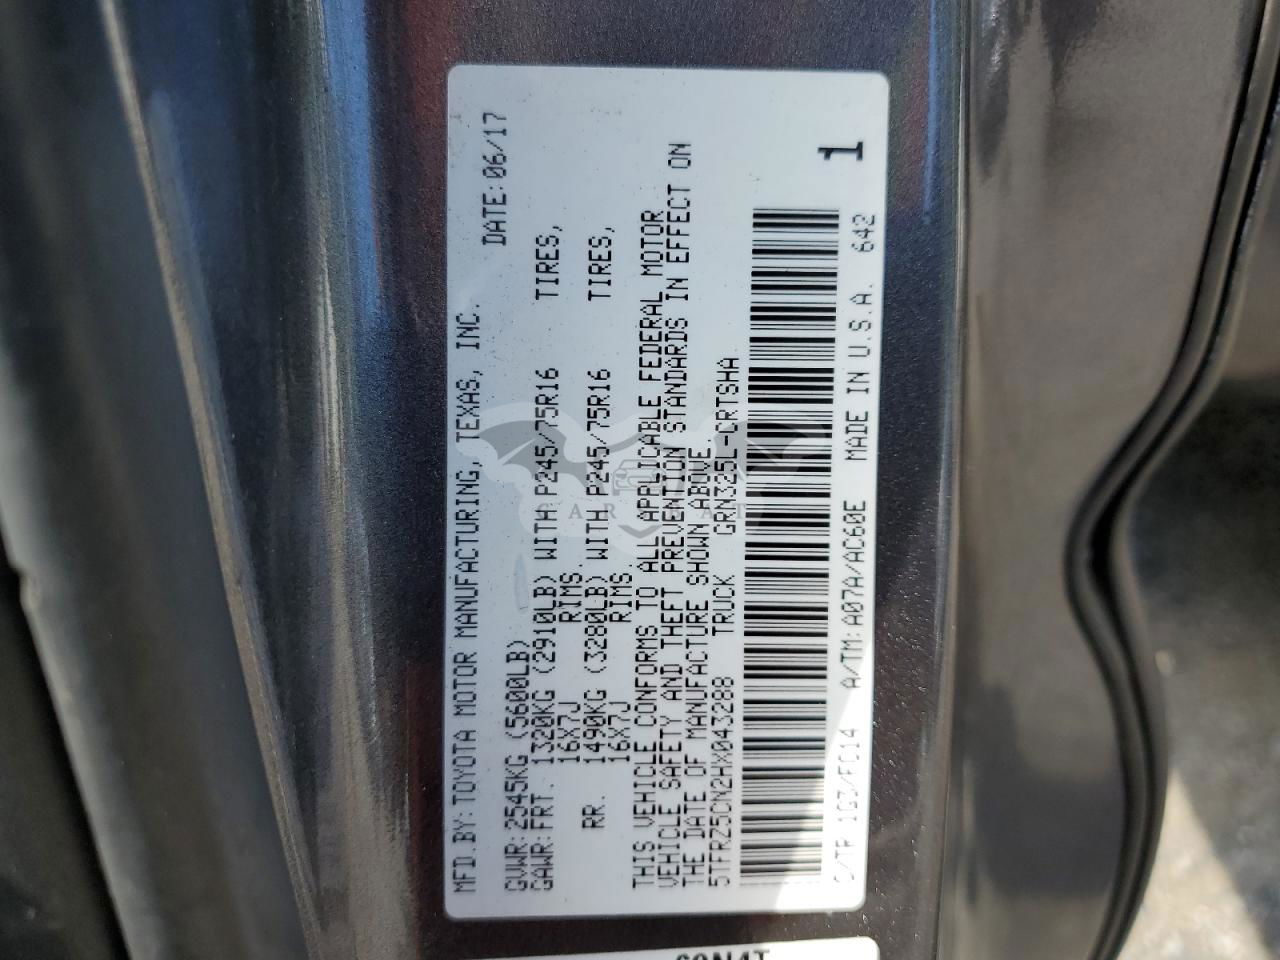 MFD.BY:TOYOTA MOTOR MANUFACTURING, TEXAS, INC.
DATE:06/17
GVWR:2545KG (5600LB)
GAWR:FRT. 1320KG (2910LB) WITH P245/75R16 TIRES,
16X7J RIMS,
RR. 1490KG (3280LB) WITH P245/75R16 TIRES,
16X7J RIMS
THIS VEHICLE CONFORMS TO ALL APPLICABLE FEDERAL MOTOR
VEHICLE SAFETY AND THEFT PREVENTION STANDARDS IN EFFECT ON
THE DATE OF MANUFACTURE SHOWN ABOVE.
5TFRZ5CN2HX043288 TRUCK GRN325L-CRTSHA
1
C/TR 1G3/FC14 A/TM:A07A/AC60E MADE IN U.S.A. 642
CAR BAT